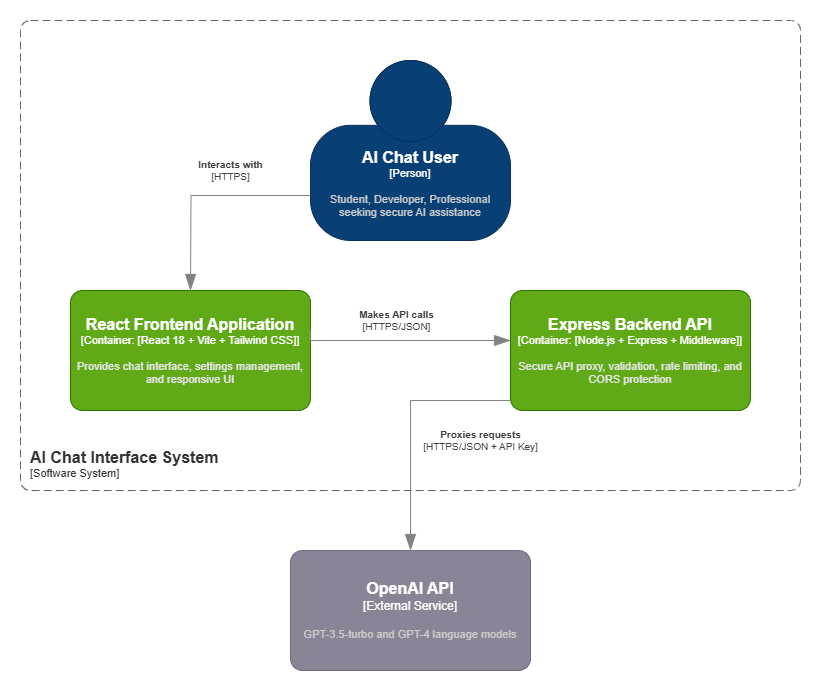 AI Chat User
[Person]
Student, Developer, Professional
seeking secure AI assistance
Interacts with
[HTTPS]
React Frontend Application
[Container: [React 18 + Vite + Tailwind CSS]]
Provides chat interface, settings management,
and responsive UI
Makes API calls
[HTTPS/JSON]
Express Backend API
[Container: [Node.js + Express + Middleware]]
Secure API proxy, validation, rate limiting, and
CORS protection
Proxies requests
[HTTPS/JSON + API Key]
AI Chat Interface System
[Software System]
OpenAI API
[External Service]
GPT-3.5-turbo and GPT-4 language models